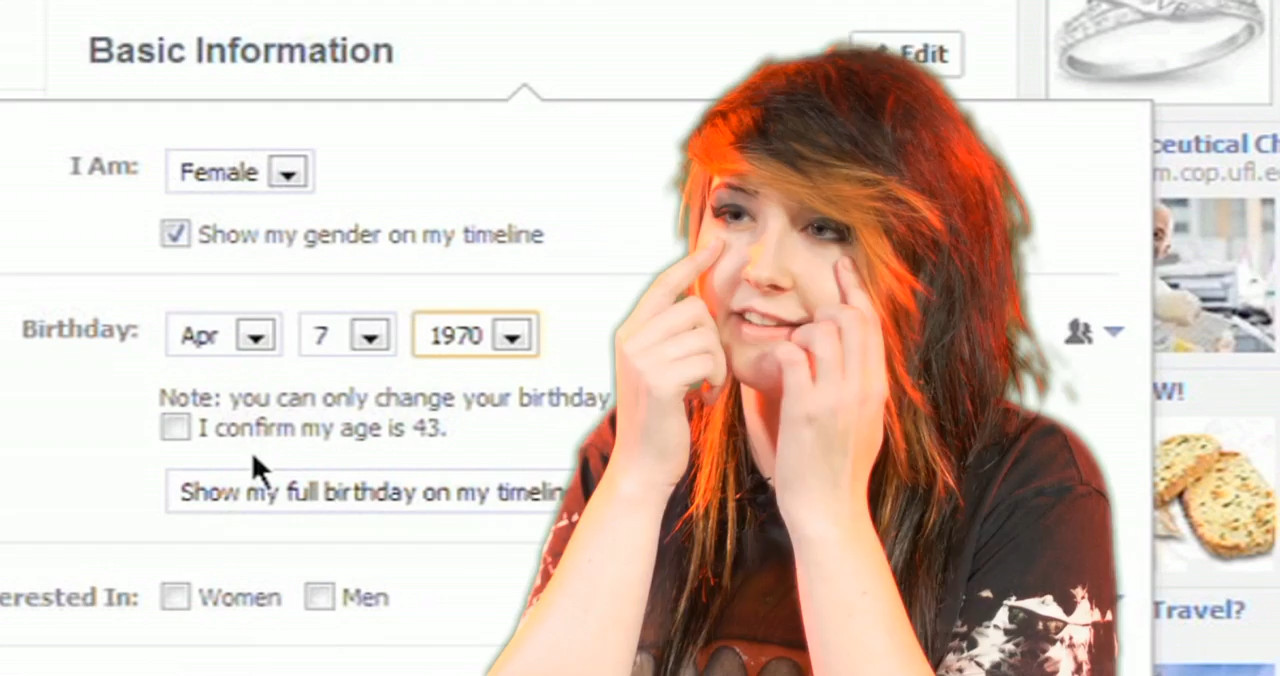 Basic Information
Edit
I Am:
Female
Show my gender on my timeline
Birthday:
Apr
7
1970
Note: you can only change your birthday
I confirm my age is 43.
Show my full birthday on my timelin
erested In:
Women
Men
ceutical Ch
m.cop.ufl.e
W!
Travel?